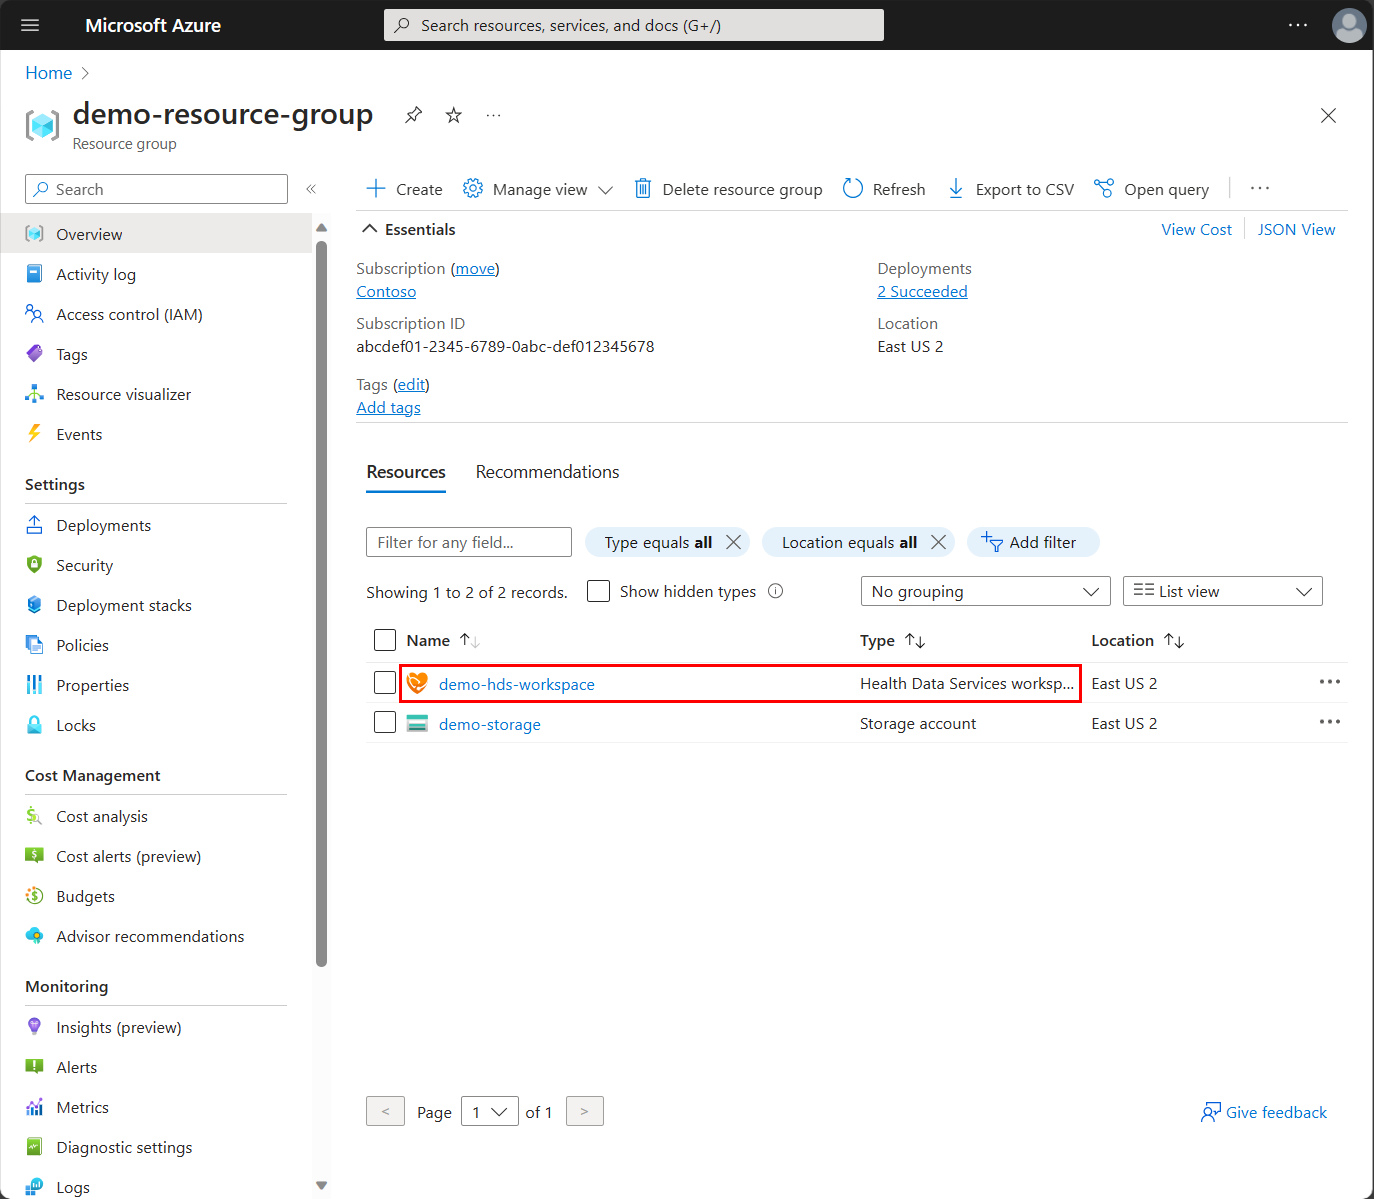 Microsoft Azure
Search resources, services, and docs (G+/)
Home
demo-resource-group
Resource group
Search
Overview
Activity log
Access control (IAM)
Tags
Resource visualizer
Events
Settings
Deployments
Security
Deployment stacks
Policies
Properties
Locks
Cost Management
Cost analysis
Cost alerts (preview)
Budgets
Advisor recommendations
Monitoring
Insights (preview)
Alerts
Metrics
Diagnostic settings
Logs
Create Manage view Delete resource group Refresh Export to CSV Open query
Essentials
View Cost JSON View
Subscription (move)
Contoso
Subscription ID
abcdef01-2345-6789-0abc-def012345678
Tags (edit)
Add tags
Deployments
2 Succeeded
Location
East US 2
Resources Recommendations
Filter for any field... Type equals all Location equals all Add filter
Showing 1 to 2 of 2 records. Show hidden types No grouping List view
Name Type Location
demo-hds-workspace Health Data Services worksp... East US 2
demo-storage Storage account East US 2
< Page 1 of 1 >
Give feedback